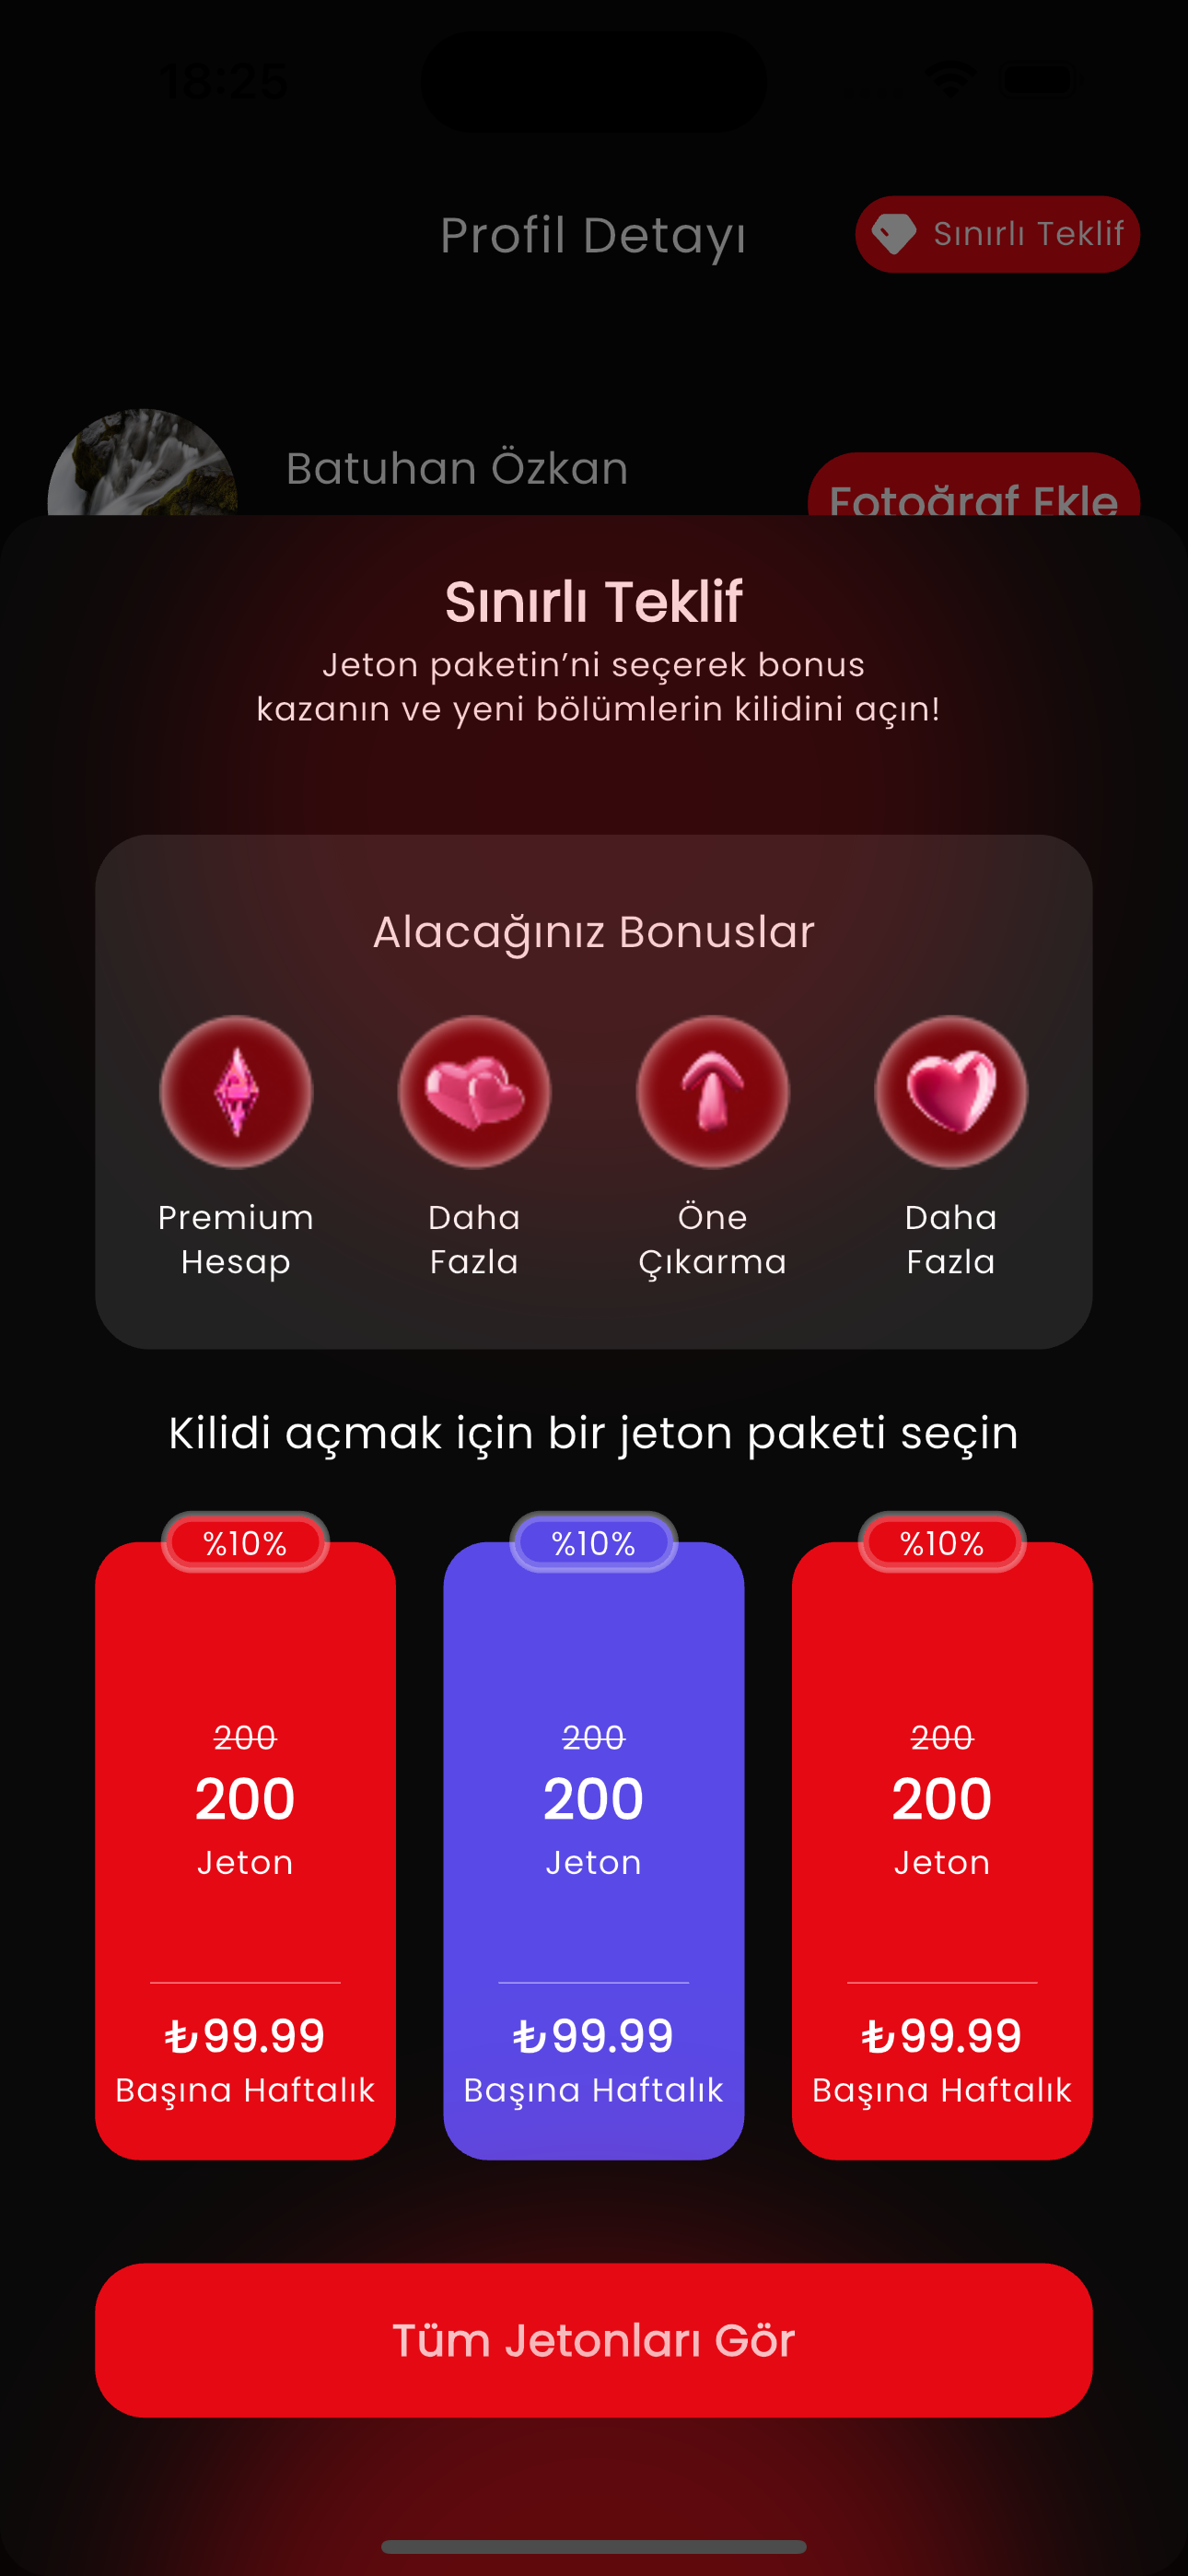 18:25
Profil Detayı
Sınırlı Teklif
Batuhan Özkan
Fotoğraf Ekle
Sınırlı Teklif
Jeton paketin’ni seçerek bonus
kazanın ve yeni bölümlerin kilidini açın!
Alacağınız Bonuslar
Premium
Hesap
Daha
Fazla
Öne
Çıkarma
Daha
Fazla
Kilidi açmak için bir jeton paketi seçin
%10%
200
200
Jeton
₺99.99
Başına Haftalık
%10%
200
200
Jeton
₺99.99
Başına Haftalık
%10%
200
200
Jeton
₺99.99
Başına Haftalık
Tüm Jetonları Gör